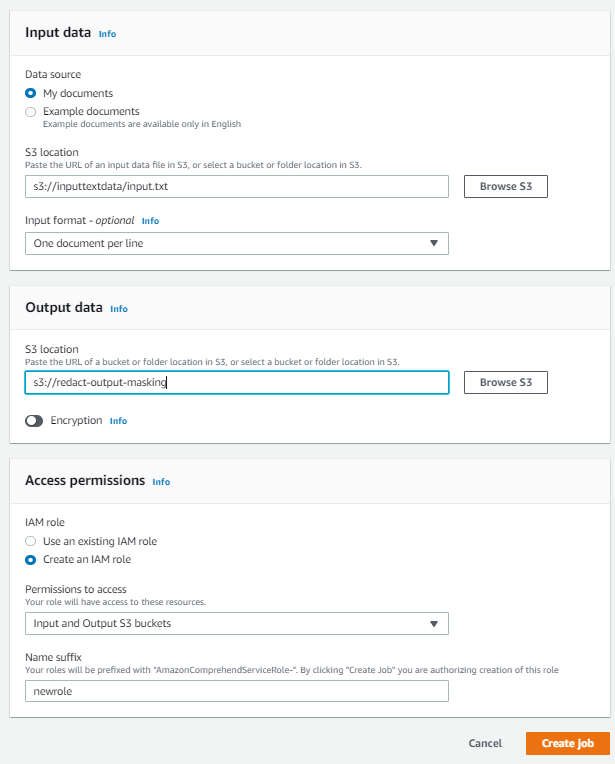 Input data Info
Data source
My documents
Example documents
Example documents are available only in English
S3 location
Paste the URL of an input data file in S3, or select a bucket or folder location in S3.
s3://inputtextdata/input.txt
Browse S3
Input format - optional Info
One document per line
Output data Info
S3 location
Paste the URL of a bucket or folder location in S3, or select a bucket or folder location in S3.
s3://redact-output-masking
Browse S3
Encryption Info
Access permissions Info
IAM role
Use an existing IAM role
Create an IAM role
Permissions to access
Your role will have access to these resources.
Input and Output S3 buckets
Name suffix
Your roles will be prefixed with "AmazonComprehendServiceRole-". By clicking "Create Job" you are authorizing creation of this role
newrole
Cancel
Create job